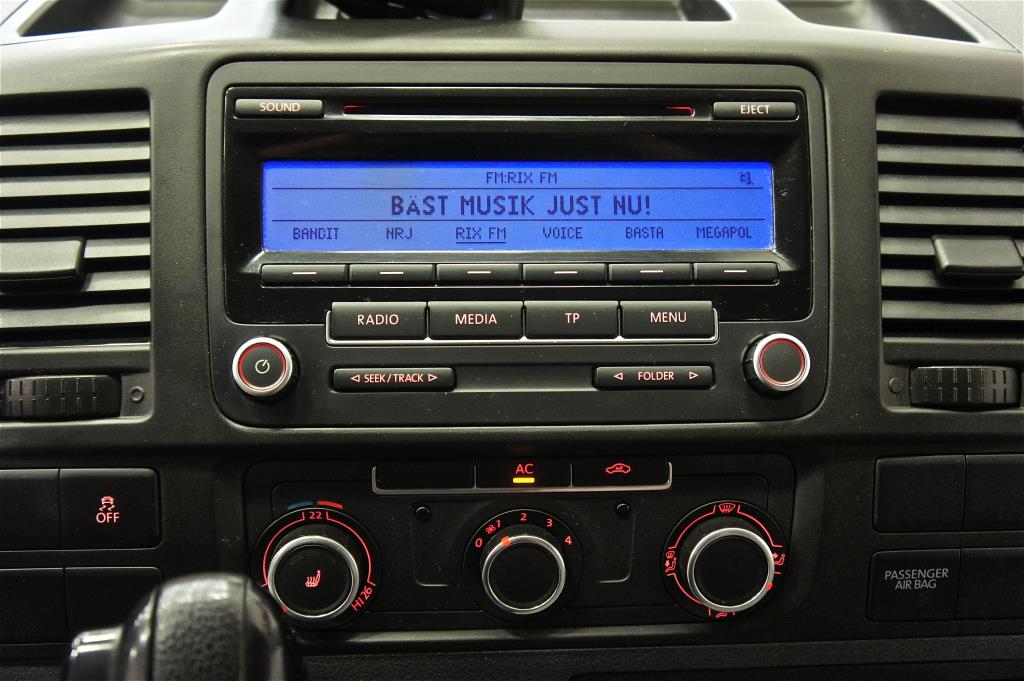 SOUND EJECT
FM:RIX FM
BÄST MUSIK JUST NU!
BANDIT NRJ RIX FM VOICE BASTA MEGAPOL
RADIO MEDIA TP MENU
SEEK/TRACK FOLDER
AC
OFF
22
HI 26
0 1 2 3 4
PASSENGER
AIR BAG